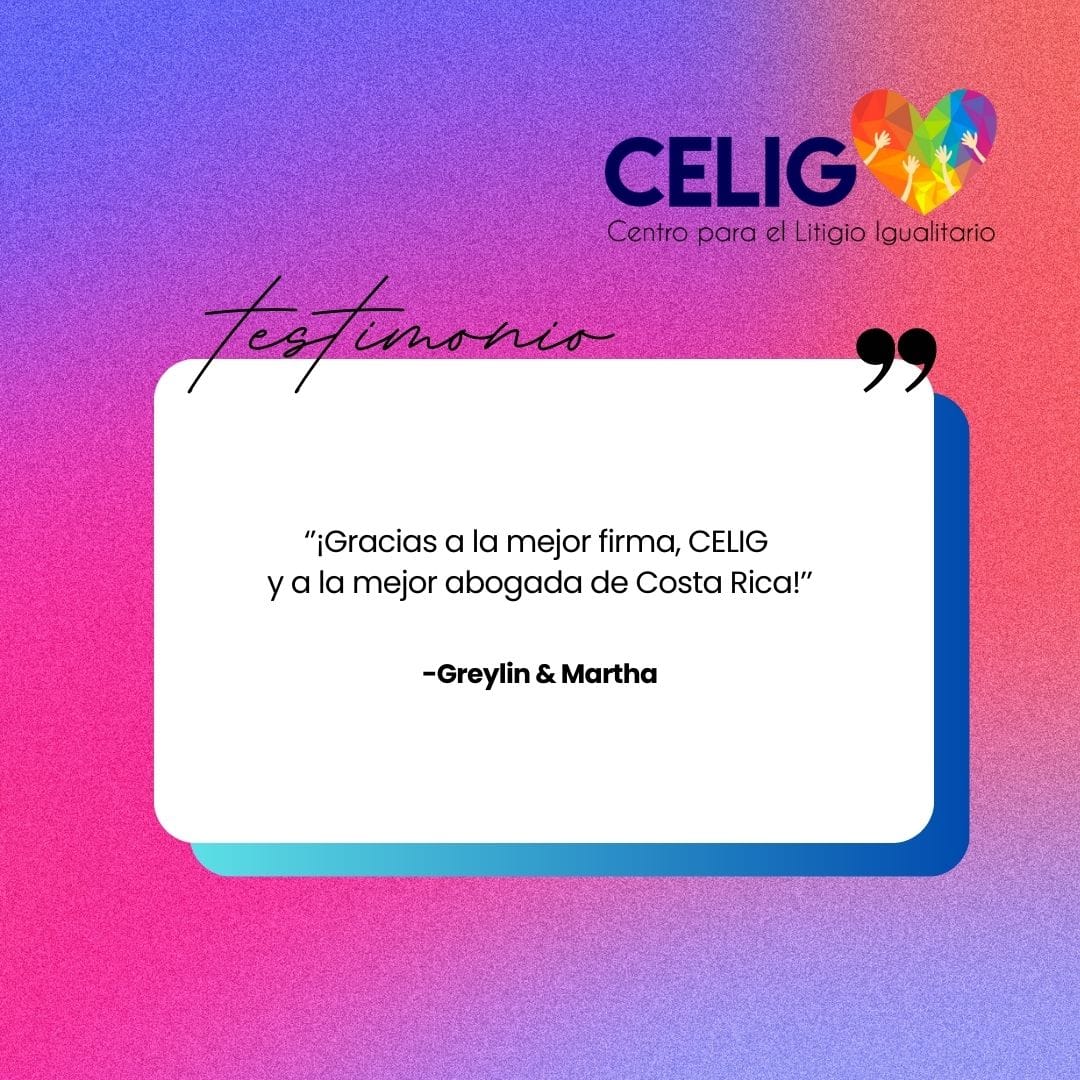 CELIG
Centro para el Litigio Igualitario
testimonio
”
“¡Gracias a la mejor firma, CELIG
y a la mejor abogada de Costa Rica!”
-Greylin & Martha